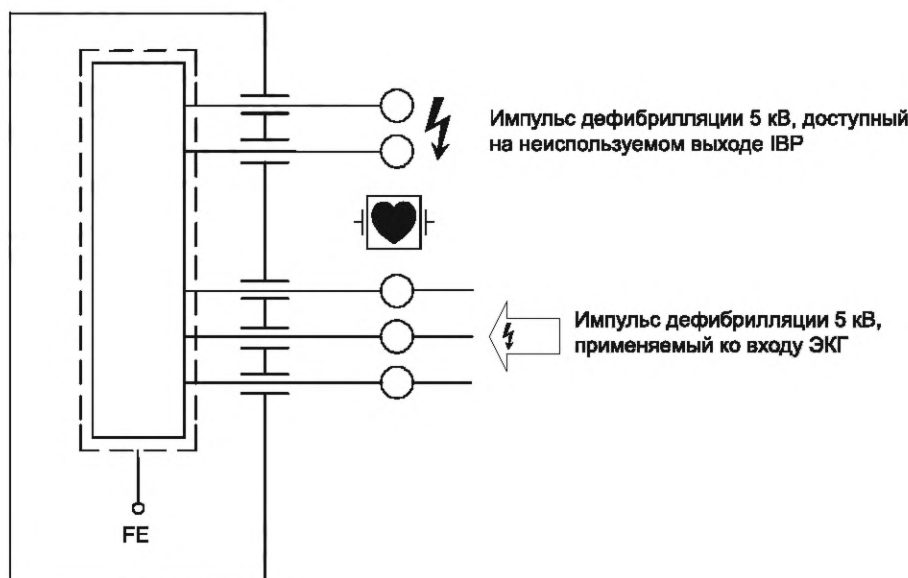 Импульс дефибрилляции 5 кВ, доступный
на неиспользуемом выходе IBP
Импульс дефибрилляции 5 кВ,
применяемый ко входу ЭКГ
FE